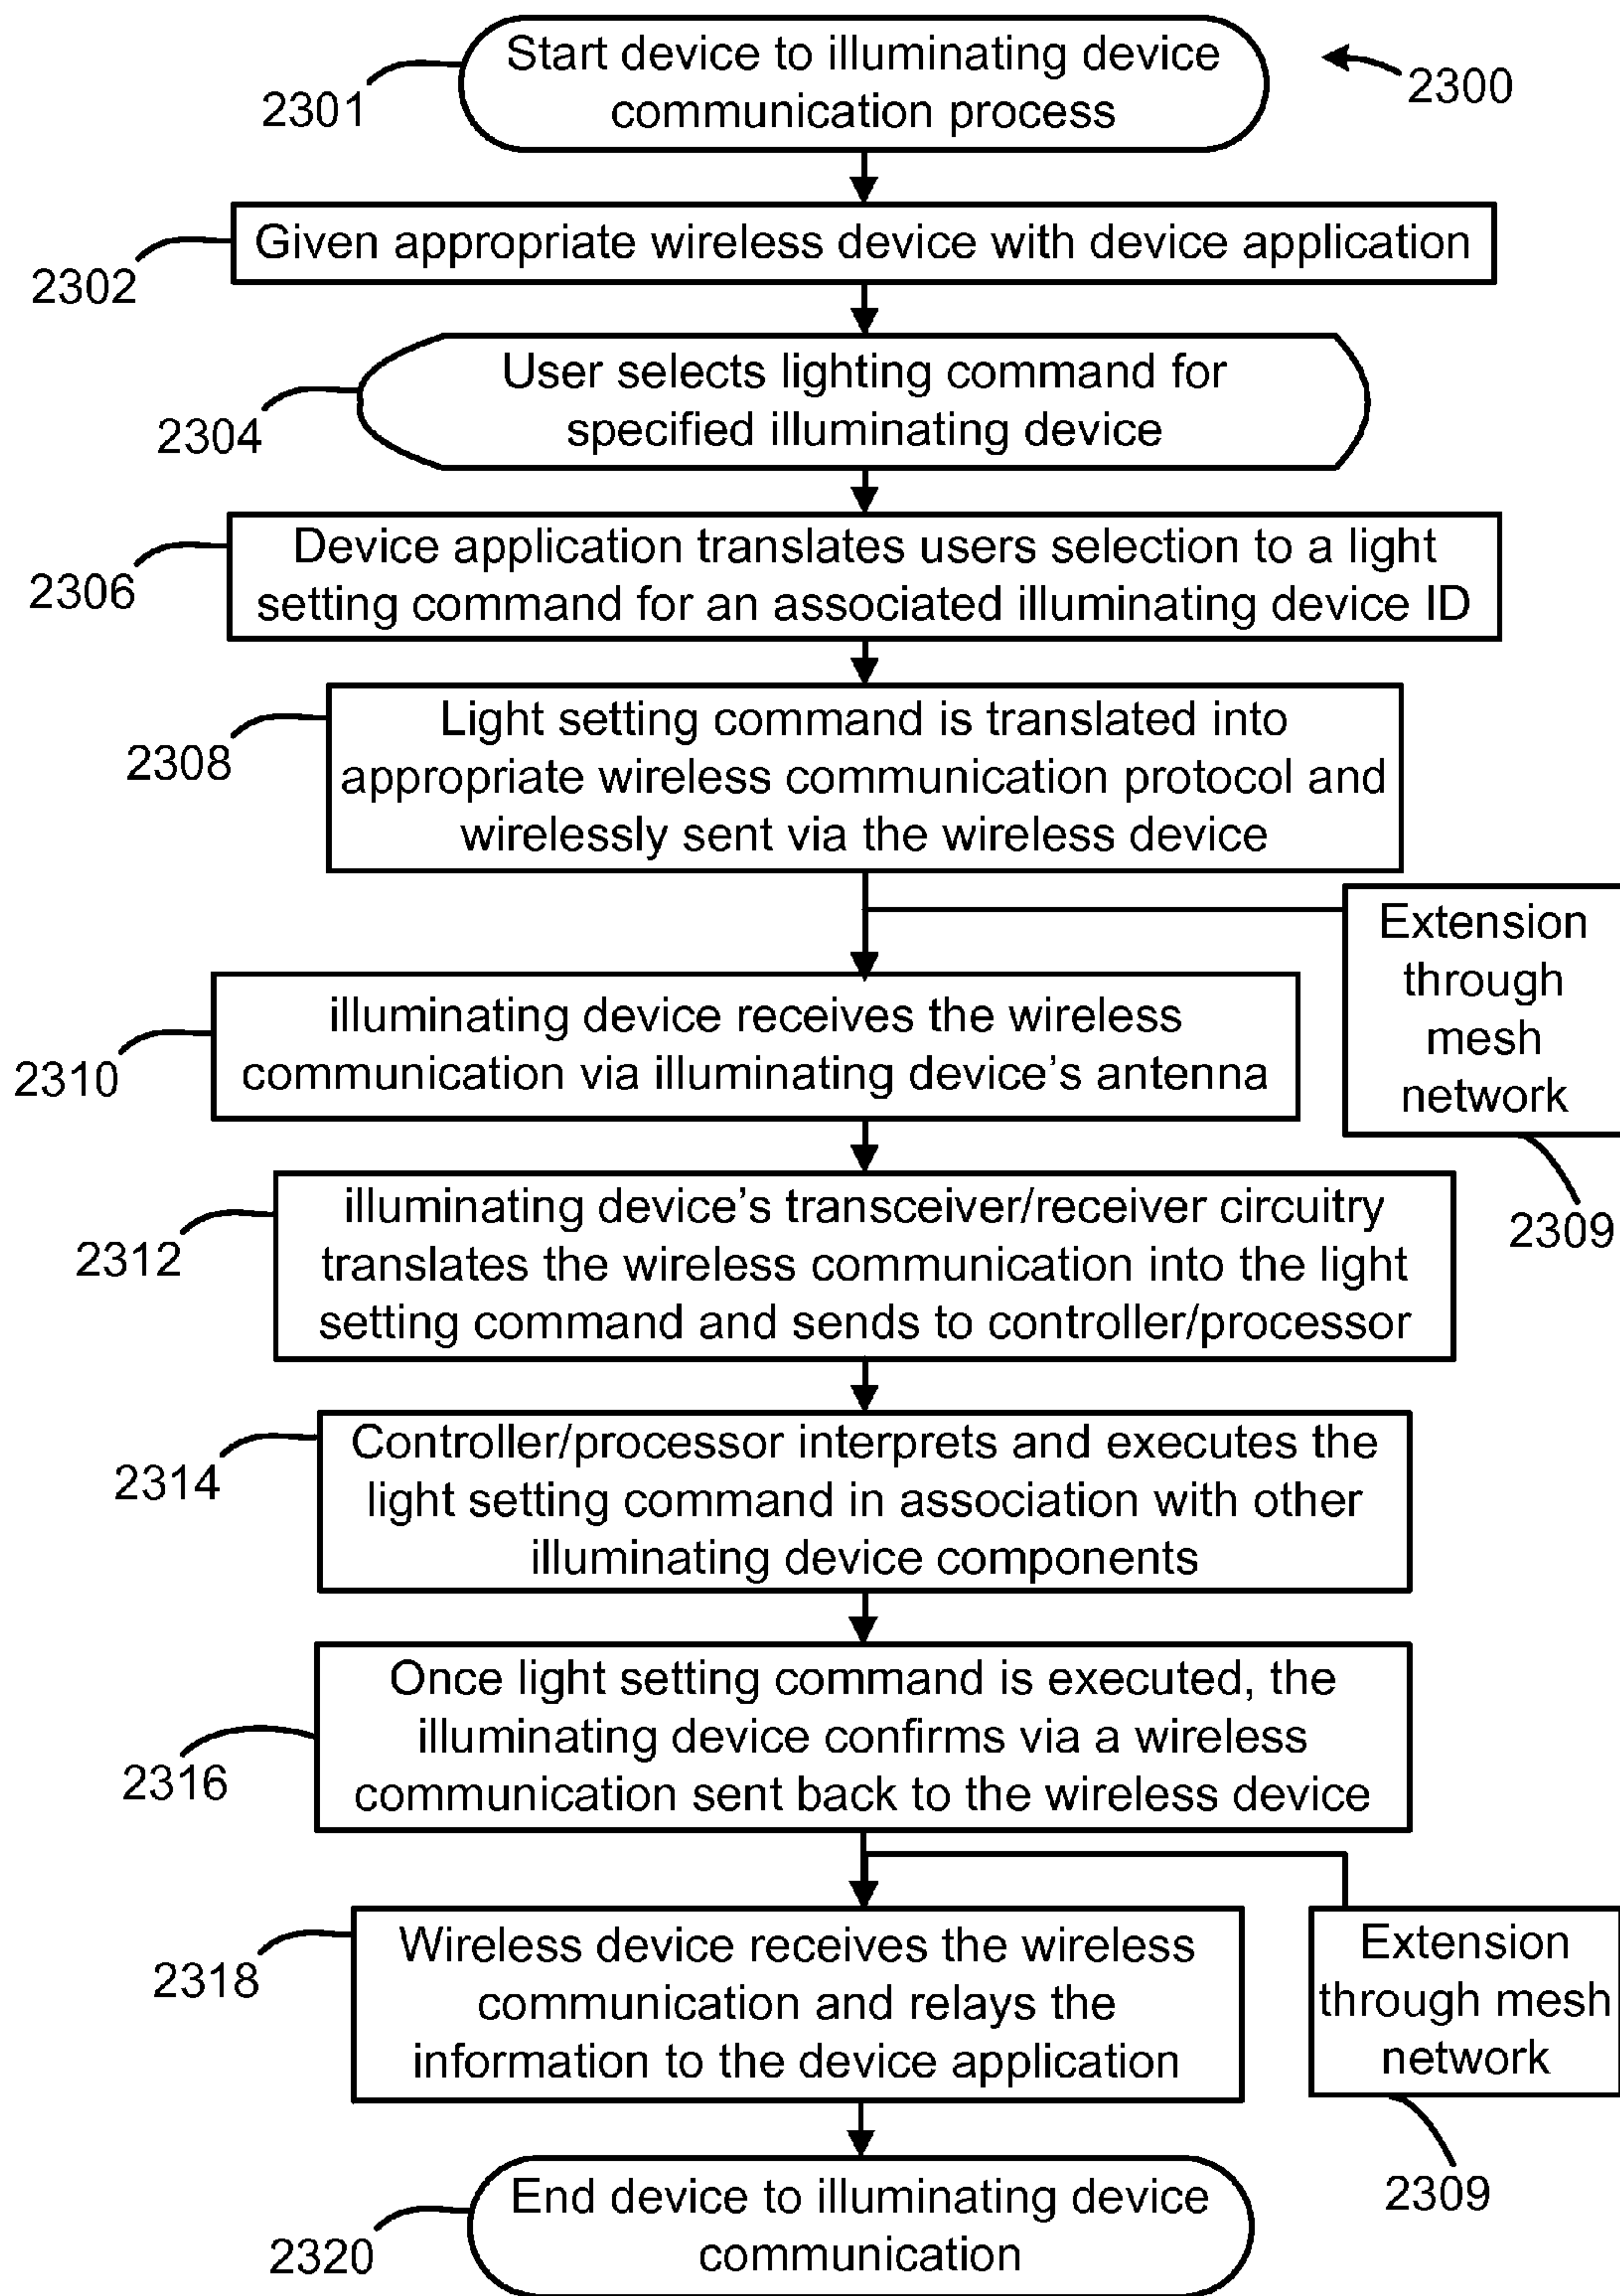 Start device to illuminating device
communication process
2300
2301
Given appropriate wireless device with device application
2302
User selects lighting command for
specified illuminating device
2304
Device application translates users selection to a light
setting command for an associated illuminating device ID
2306
Light setting command is translated into
appropriate wireless communication protocol and
wirelessly sent via the wireless device
2308
Extension
through
mesh
network
2309
illuminating device receives the wireless
communication via illuminating device's antenna
2310
illuminating device's transceiver/receiver circuitry
translates the wireless communication into the light
setting command and sends to controller/processor
2312
Controller/processor interprets and executes the
light setting command in association with other
illuminating device components
2314
Once light setting command is executed, the
illuminating device confirms via a wireless
communication sent back to the wireless device
2316
Wireless device receives the wireless
communication and relays the
information to the device application
2318
Extension
through mesh
network
2309
End device to illuminating device
communication
2320